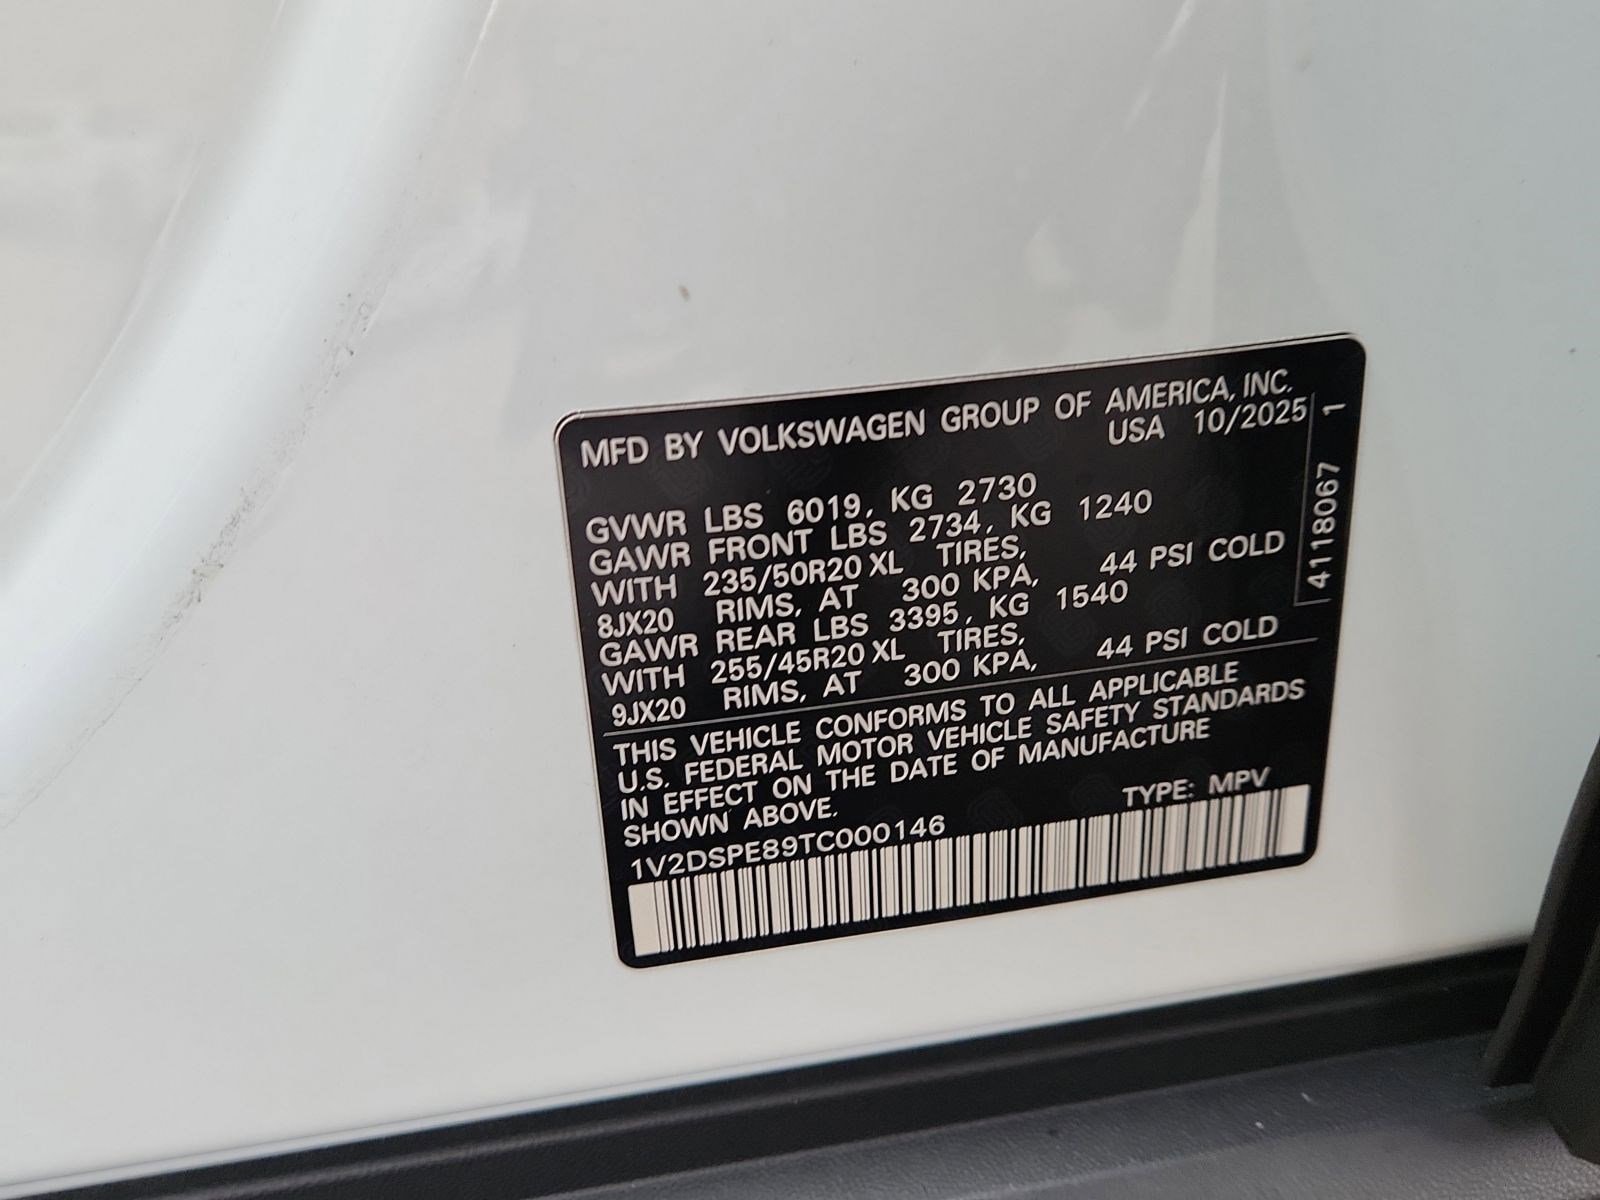 MFD BY VOLKSWAGEN GROUP OF AMERICA, INC.
USA 10/2025
GVWR LBS 6019, KG 2730
GAWR FRONT LBS 2734, KG 1240
WITH 235/50R20 XL TIRES,
8JX20 RIMS, AT 300 KPA, 44 PSI COLD
GAWR REAR LBS 3395, KG 1540
WITH 255/45R20 XL TIRES,
9JX20 RIMS, AT 300 KPA, 44 PSI COLD
THIS VEHICLE CONFORMS TO ALL APPLICABLE
U.S. FEDERAL MOTOR VEHICLE SAFETY STANDARDS
IN EFFECT ON THE DATE OF MANUFACTURE
SHOWN ABOVE.
TYPE: MPV
1V2DSPE89TC000146
4118067 1